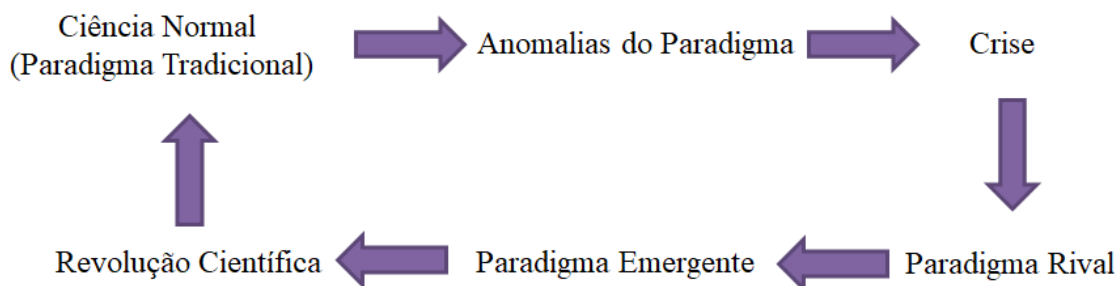 Ciência Normal
(Paradigma Tradicional)
Anomalias do Paradigma
Crise
Paradigma Rival
Paradigma Emergente
Revolução Científica